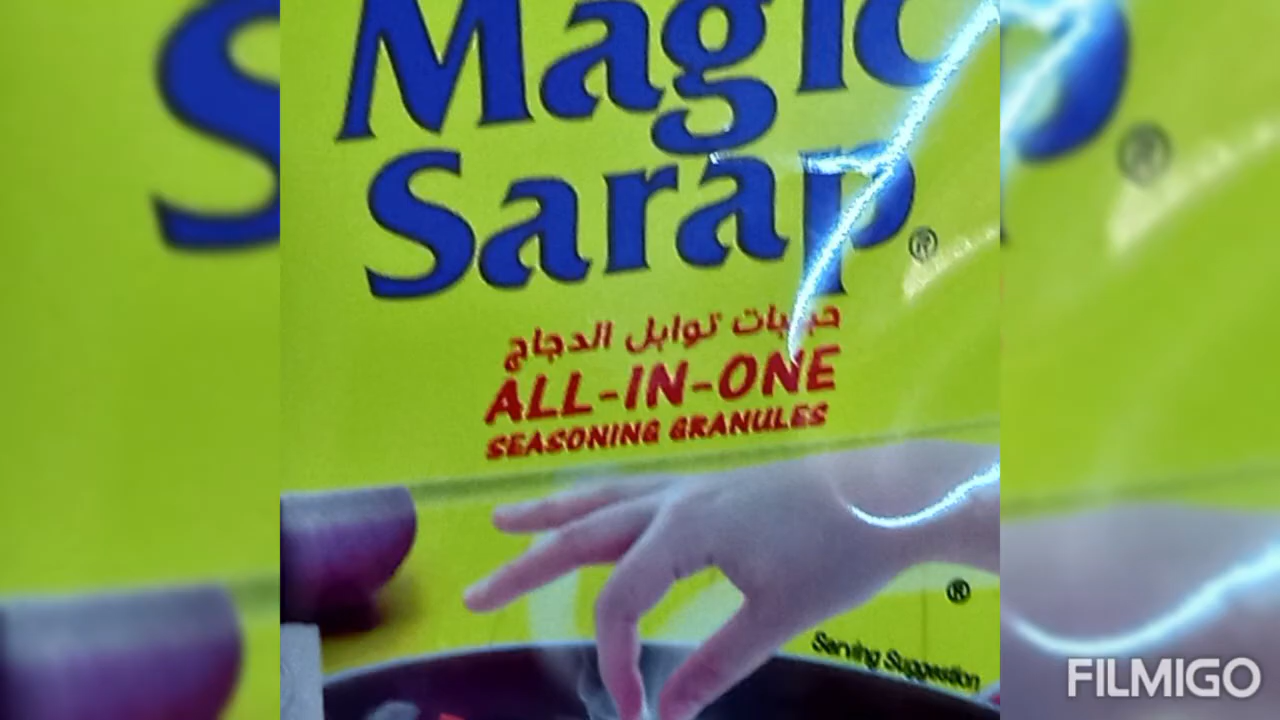 Magic
Sarap®
حبيبات توابل الدجاج
ALL-IN-ONE
SEASONING GRANULES
®
Serving Suggestion
FILMIGO